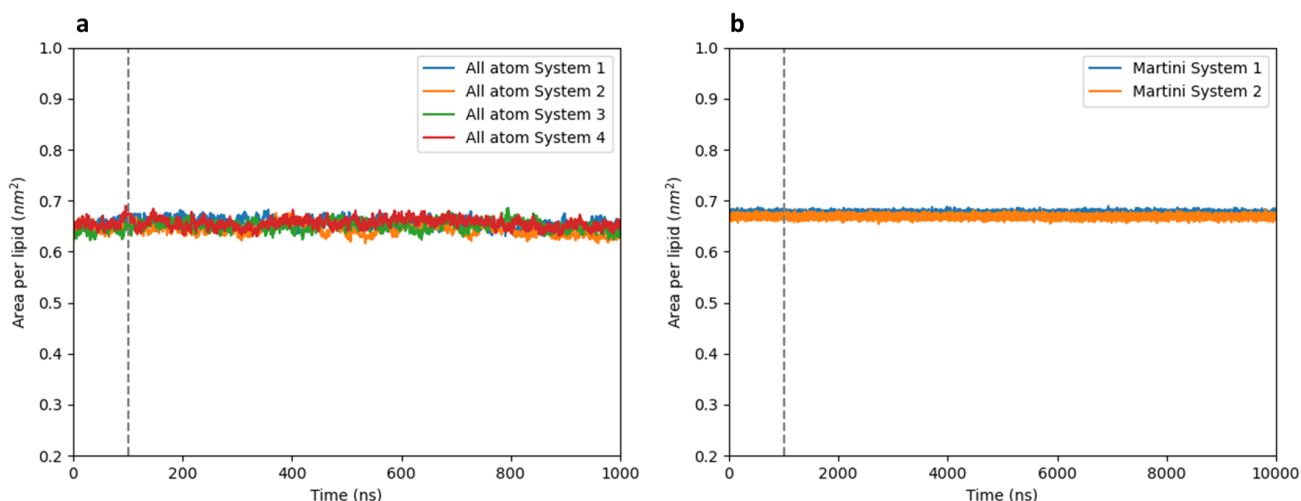 a
1.0
0.9
0.8
0.7
0.6
0.5
0.4
0.3
0.2
Area per lipid (nm²)
0 200 400 600 800 1000
Time (ns)
All atom System 1
All atom System 2
All atom System 3
All atom System 4
b
1.0
0.9
0.8
0.7
0.6
0.5
0.4
0.3
0.2
Area per lipid (nm²)
0 2000 4000 6000 8000 10000
Time (ns)
Martini System 1
Martini System 2